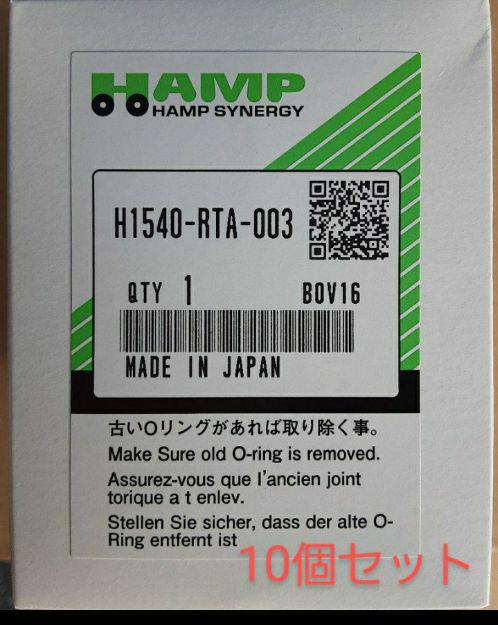 HAMP
HAMP SYNERGY
H1540-RTA-003
QTY 1 BOV16
MADE IN JAPAN
古いOリングがあれば取り除く事。
Make Sure old O-ring is removed.
Assurez-vous que l'ancien joint
torique a t enlev.
Stellen Sie sicher, dass der alte O-
Ring entfernt ist
10個セット